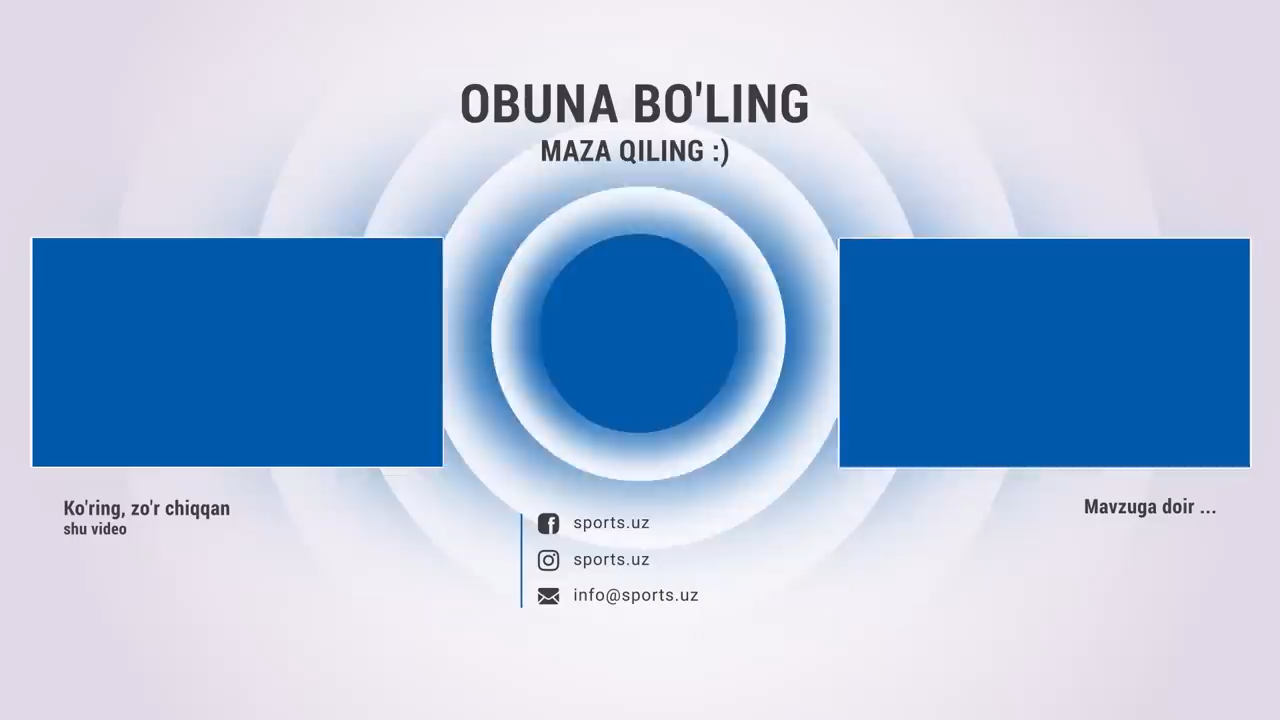 OBUNA BO'LING
MAZA QILING :)
Ko'ring, zo'r chiqqan
shu video
Mavzuga doir ...
sports.uz
sports.uz
info@sports.uz